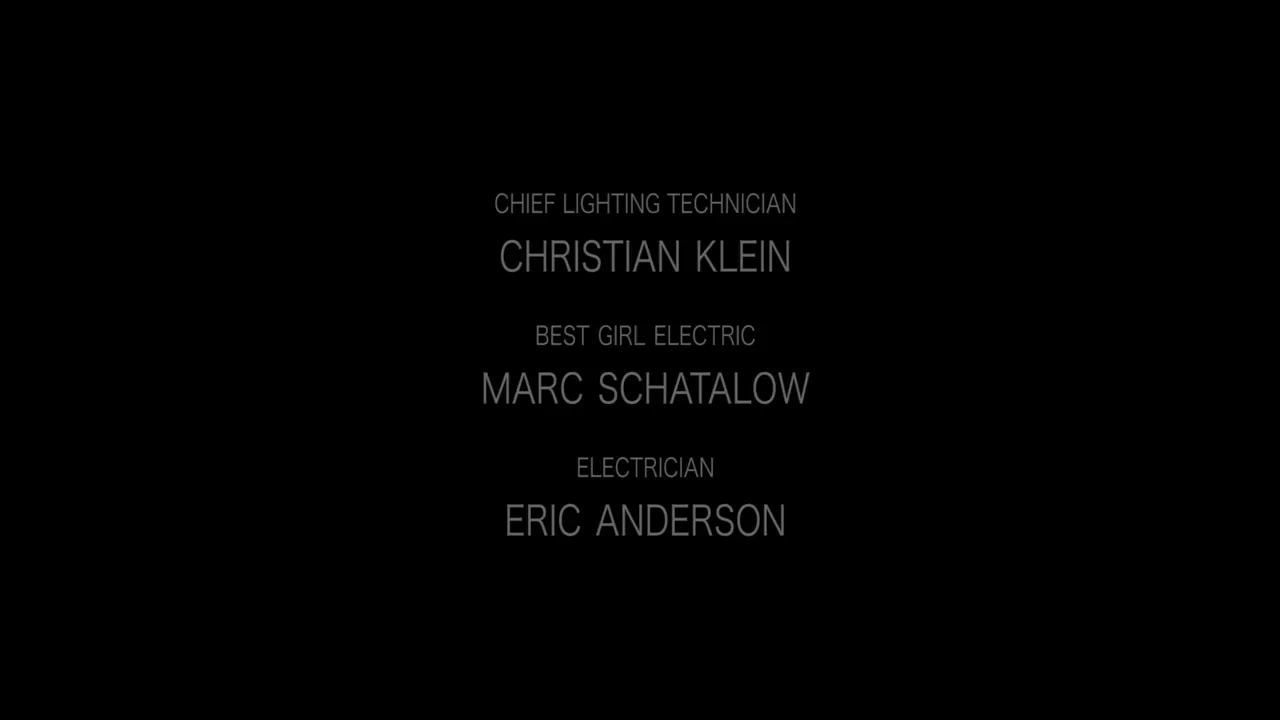 CHIEF LIGHTING TECHNICIAN
CHRISTIAN KLEIN
BEST GIRL ELECTRIC
MARC SCHATALOW
ELECTRICIAN
ERIC ANDERSON